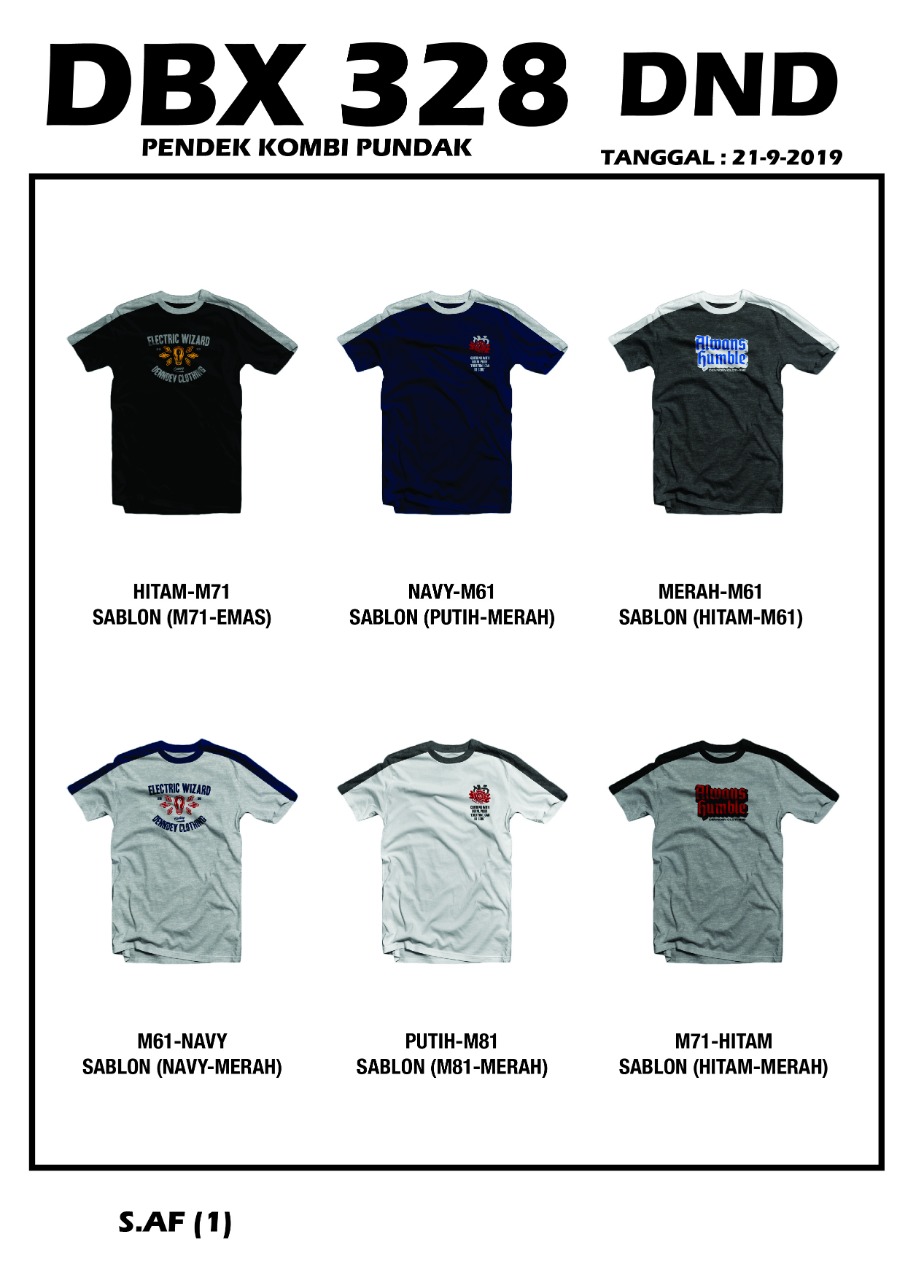 DBX 328 DND
PENDEK KOMBI PUNDAK
TANGGAL : 21-9-2019
ELECTRIC WIZARD
DENNDEY CLOTHING
Always
humble
HITAM-M71
SABLON (M71-EMAS)
NAVY-M61
SABLON (PUTIH-MERAH)
MERAH-M61
SABLON (HITAM-M61)
ELECTRIC WIZARD
DENNDEY CLOTHING
Always
humble
M61-NAVY
SABLON (NAVY-MERAH)
PUTIH-M81
SABLON (M81-MERAH)
M71-HITAM
SABLON (HITAM-MERAH)
S.AF (1)